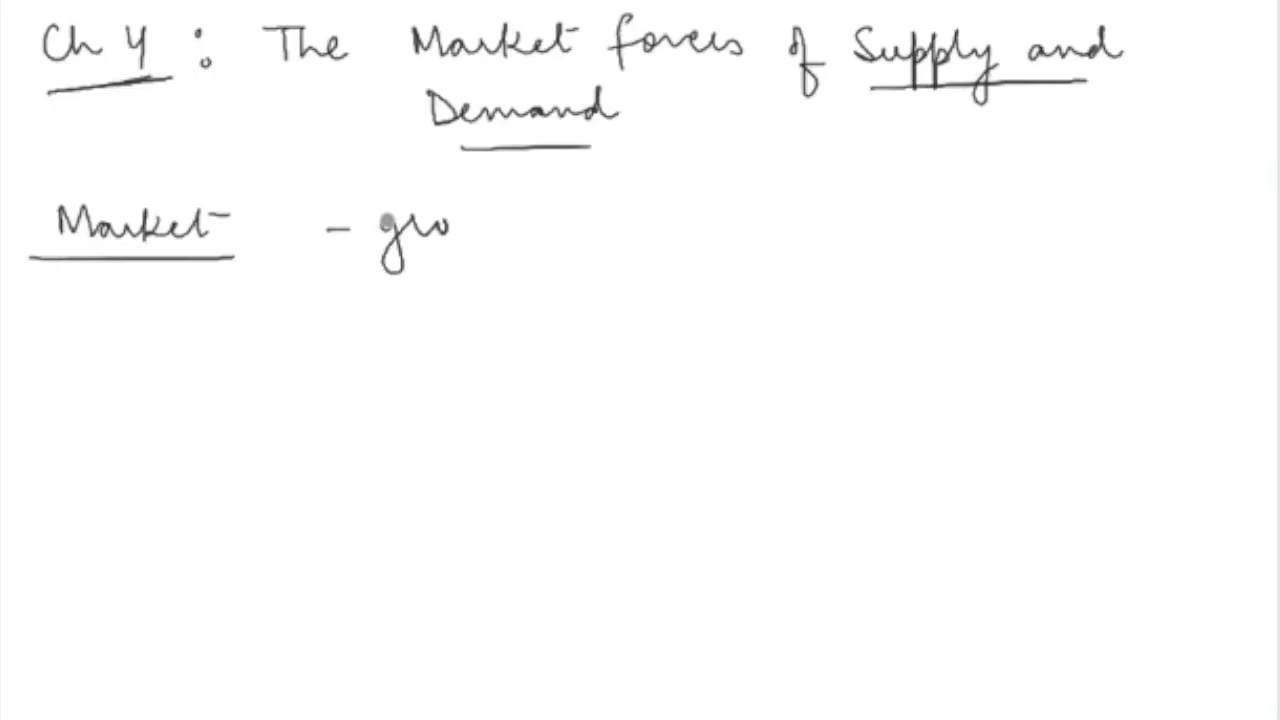 Ch 4 : The Market forces of Supply and
Demand
Market - gro